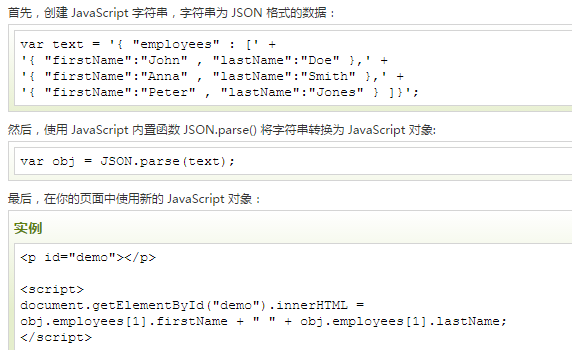 首先，创建 JavaScript 字符串，字符串为 JSON 格式的数据：
var text = '{ "employees" : [' +
'{ "firstName":"John" , "lastName":"Doe" },' +
'{ "firstName":"Anna" , "lastName":"Smith" },' +
'{ "firstName":"Peter" , "lastName":"Jones" } ]}';
然后，使用 JavaScript 内置函数 JSON.parse() 将字符串转换为 JavaScript 对象:
var obj = JSON.parse(text);
最后，在你的页面中使用新的 JavaScript 对象：
实例
<p id="demo"></p>
<script>
document.getElementById("demo").innerHTML =
obj.employees[1].firstName + " " + obj.employees[1].lastName;
</script>